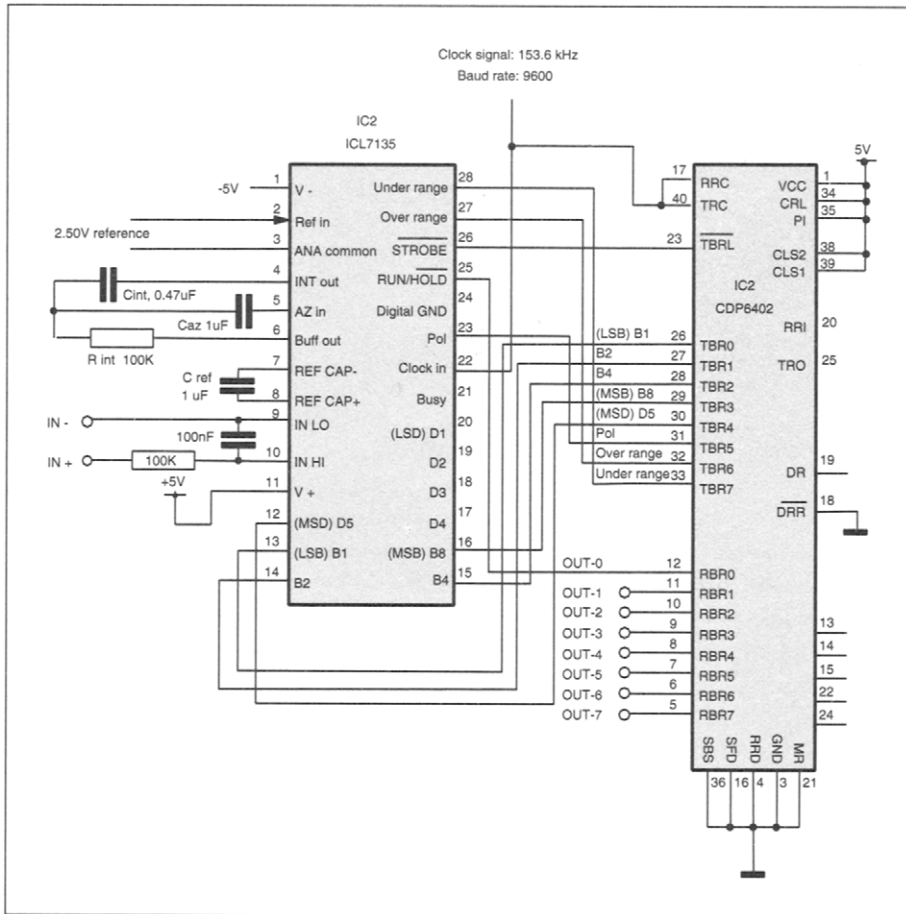 Clock signal: 153.6 kHz
Baud rate: 9600
IC2
ICL7135
-5V
2.50V reference
Cint, 0.47uF
Caz 1uF
R int 100K
C ref
1 uF
IN -
100nF
IN +
100K
+5V
1 V -
2 Ref in
3 ANA common
4 INT out
5 AZ in
6 Buff out
7 REF CAP-
8 REF CAP+
9 IN LO
10 IN HI
11 V +
12 (MSD) D5
13 (LSB) B1
14 B2
Under range 28
Over range 27
STROBE 26
RUN/HOLD 25
Digital GND 24
Pol 23
Clock in 22
Busy 21
(LSD) D1 20
D2 19
D3 18
D4 17
(MSB) B8 16
B4 15
5V
IC2
CDP6402
17 RRC
40 TRC
23 TBRL
(LSB) B1 26 TBR0
B2 27 TBR1
B4 28 TBR2
(MSB) B8 29 TBR3
(MSD) D5 30 TBR4
Pol 31 TBR5
Over range 32 TBR6
Under range 33 TBR7
OUT-0 12 RBR0
OUT-1 11 RBR1
OUT-2 10 RBR2
OUT-3 9 RBR3
OUT-4 8 RBR4
OUT-5 7 RBR5
OUT-6 6 RBR6
OUT-7 5 RBR7
VCC 1
CRL 34
PI 35
CLS2 38
CLS1 39
RRI 20
TRO 25
DR 19
DRR 18
13
14
15
22
24
SBS SFD RRD GND MR
36 16 4 3 21